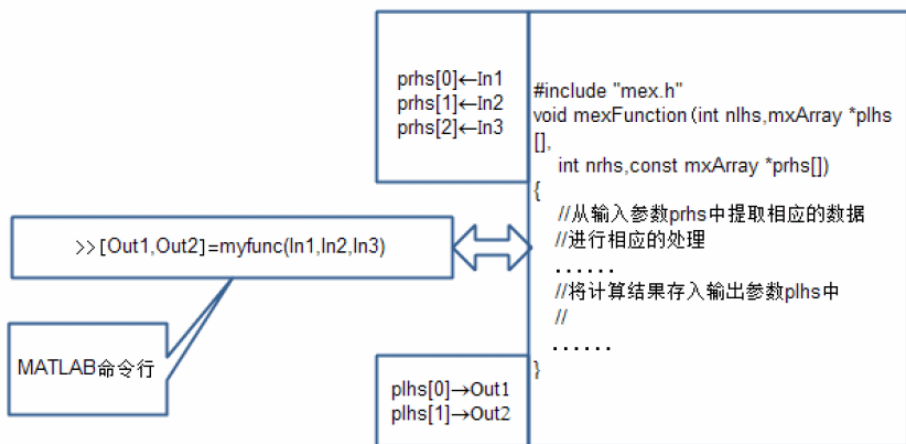 prhs[0]←In1
prhs[1]←In2
prhs[2]←In3
#include "mex.h"
void mexFunction(int nlhs,mxArray *plhs
[],
int nrhs,const mxArray *prhs[])
{
//从输入参数prhs中提取相应的数据
//进行相应的处理
......
//将计算结果存入输出参数plhs中
//
......
}
>>[Out1,Out2]=myfunc(In1,In2,In3)
MATLAB命令行
plhs[0]→Out1
plhs[1]→Out2